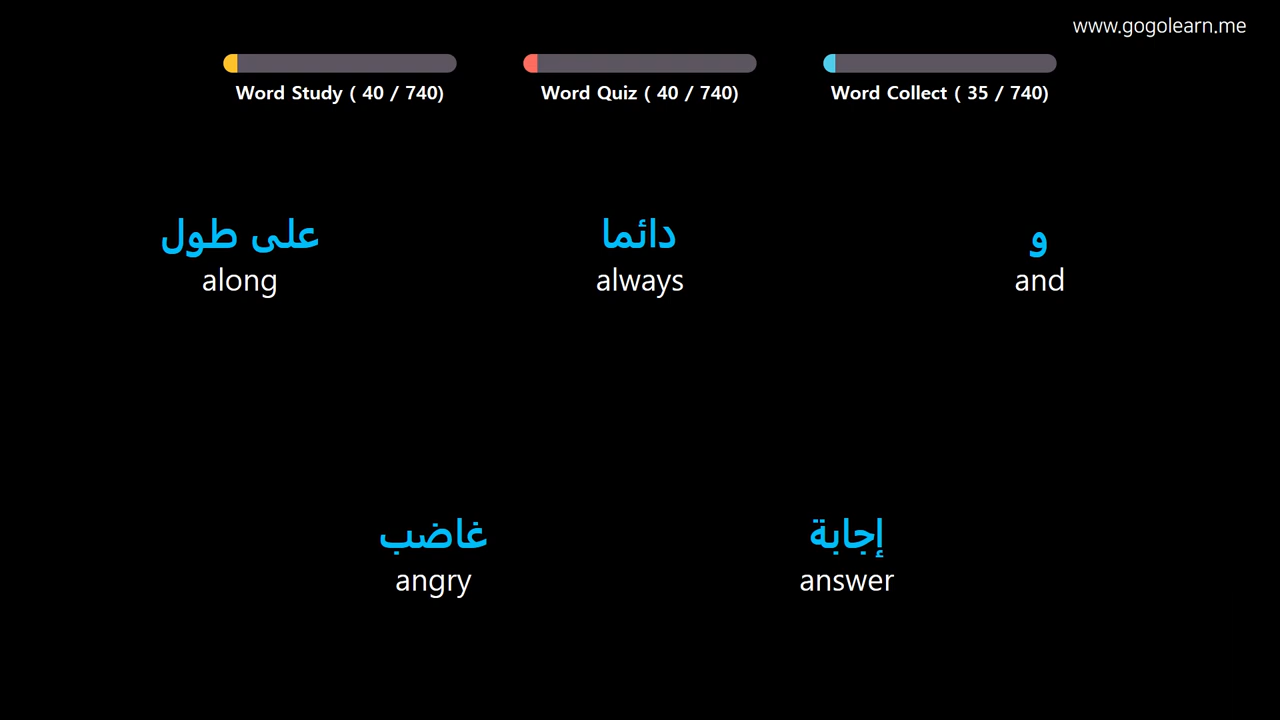 www.gogolearn.me
Word Study ( 40 / 740)
Word Quiz ( 40 / 740)
Word Collect ( 35 / 740)
على طول
along
دائما
always
و
and
غاضب
angry
إجابة
answer